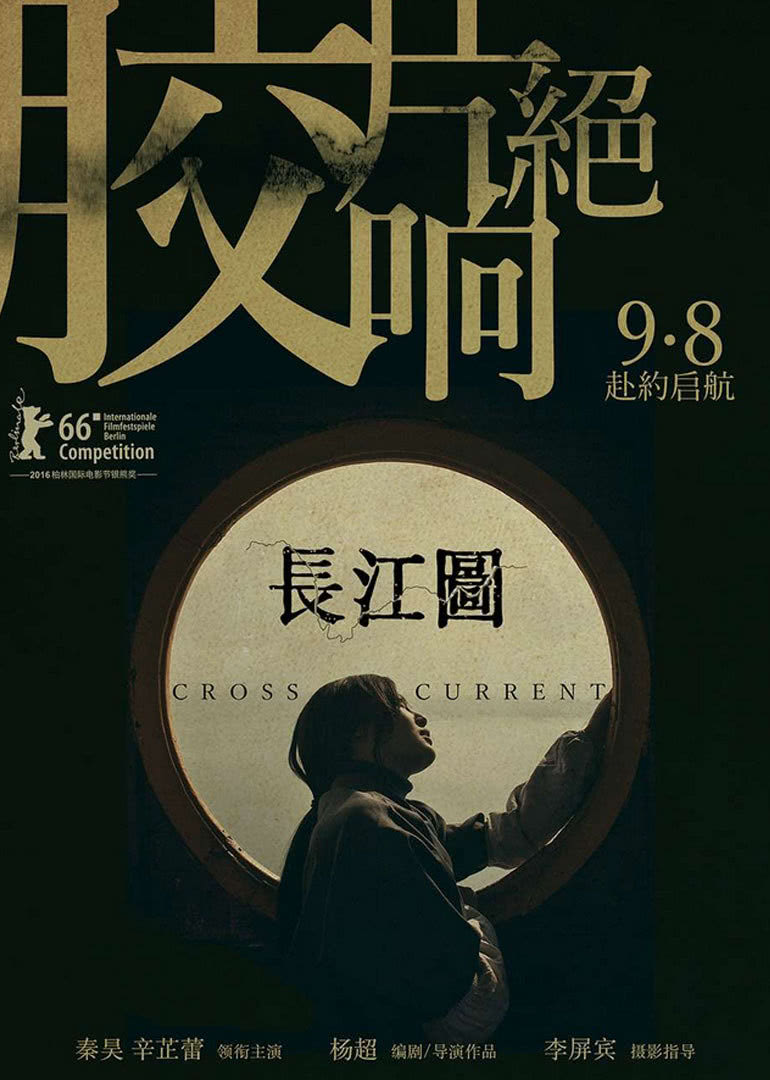 胶片絕响
9·8
赴約启航
Berlinale
66
Internationale
Filmfestspiele
Berlin
Competition
2016柏林国际电影节银熊奖
長江圖
CROSS CURRENT
秦昊 辛芷蕾 领衔主演 杨超 编剧/导演作品 李屏宾 摄影指导